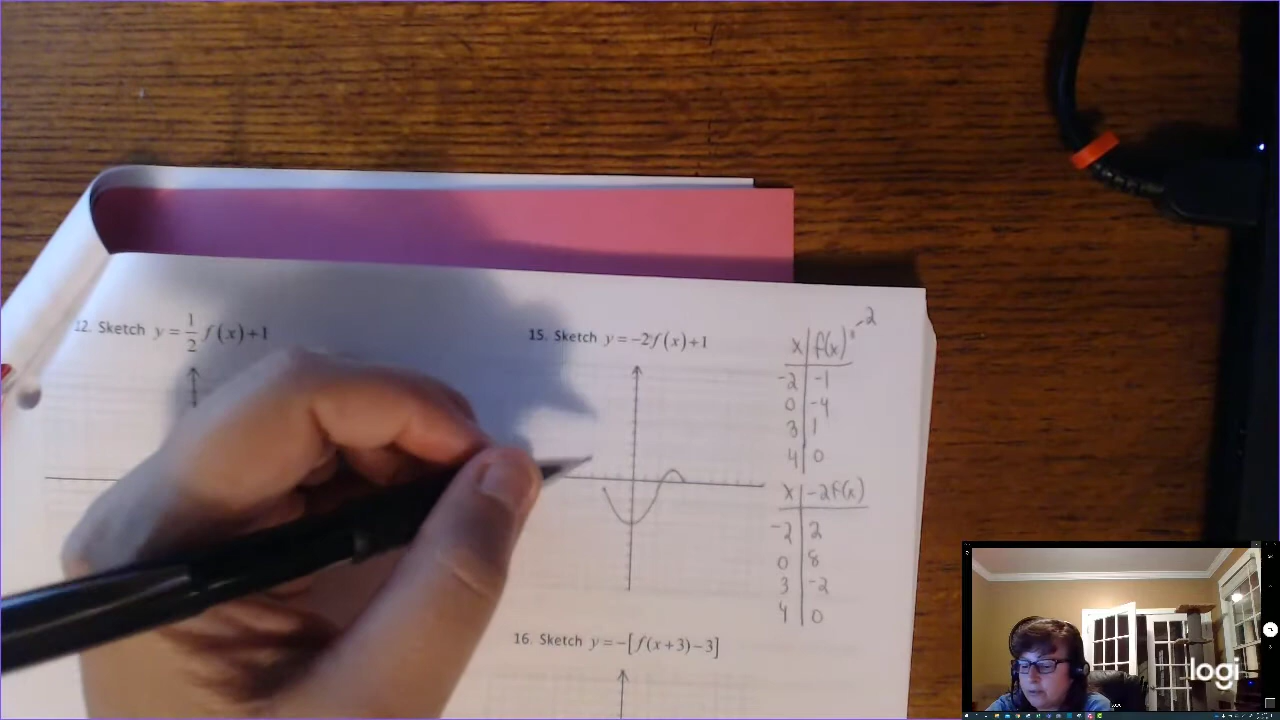 12. Sketch y = 1/2 f(x)+1
15. Sketch y = -2f(x)+1
x | f(x) · -2
-2 | -1
0 | -4
3 | 1
4 | 0
x | -2f(x)
-2 | 2
0 | 8
3 | -2
4 | 0
16. Sketch y = -[f(x+3)-3]
logi